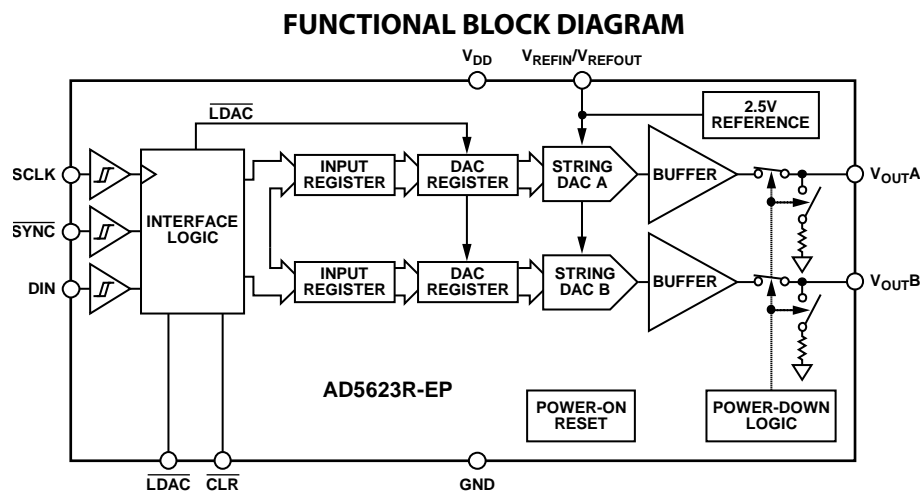 FUNCTIONAL BLOCK DIAGRAM
VDD
VREFIN/VREFOUT
2.5V
REFERENCE
LDAC
SCLK
SYNC
DIN
INTERFACE
LOGIC
INPUT
REGISTER
DAC
REGISTER
STRING
DAC A
BUFFER
VOUTA
INPUT
REGISTER
DAC
REGISTER
STRING
DAC B
BUFFER
VOUTB
AD5623R-EP
POWER-ON
RESET
POWER-DOWN
LOGIC
LDAC
CLR
GND